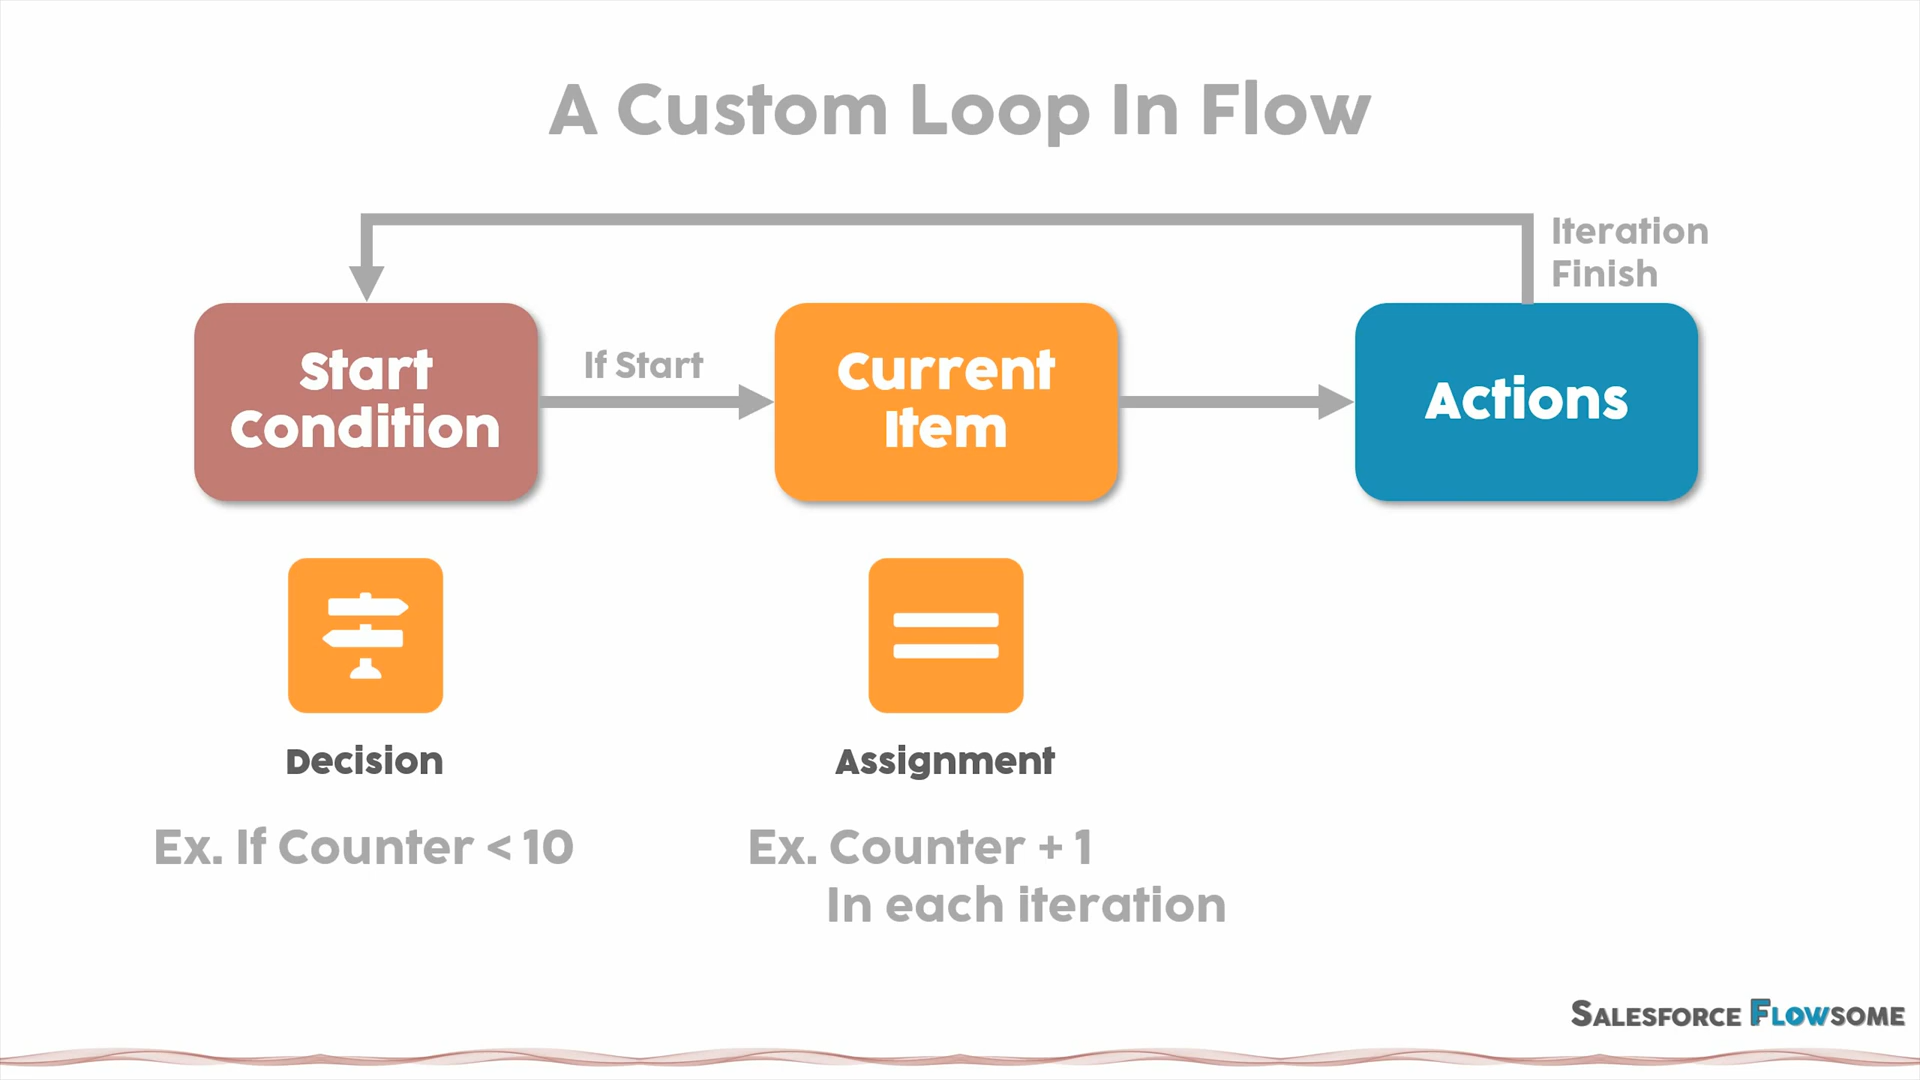 A Custom Loop In Flow
Iteration
Finish
Start
Condition
If Start
Current
Item
Actions
Decision
Assignment
Ex. If Counter < 10
Ex. Counter + 1
In each iteration
SALESFORCE FLOWSOME